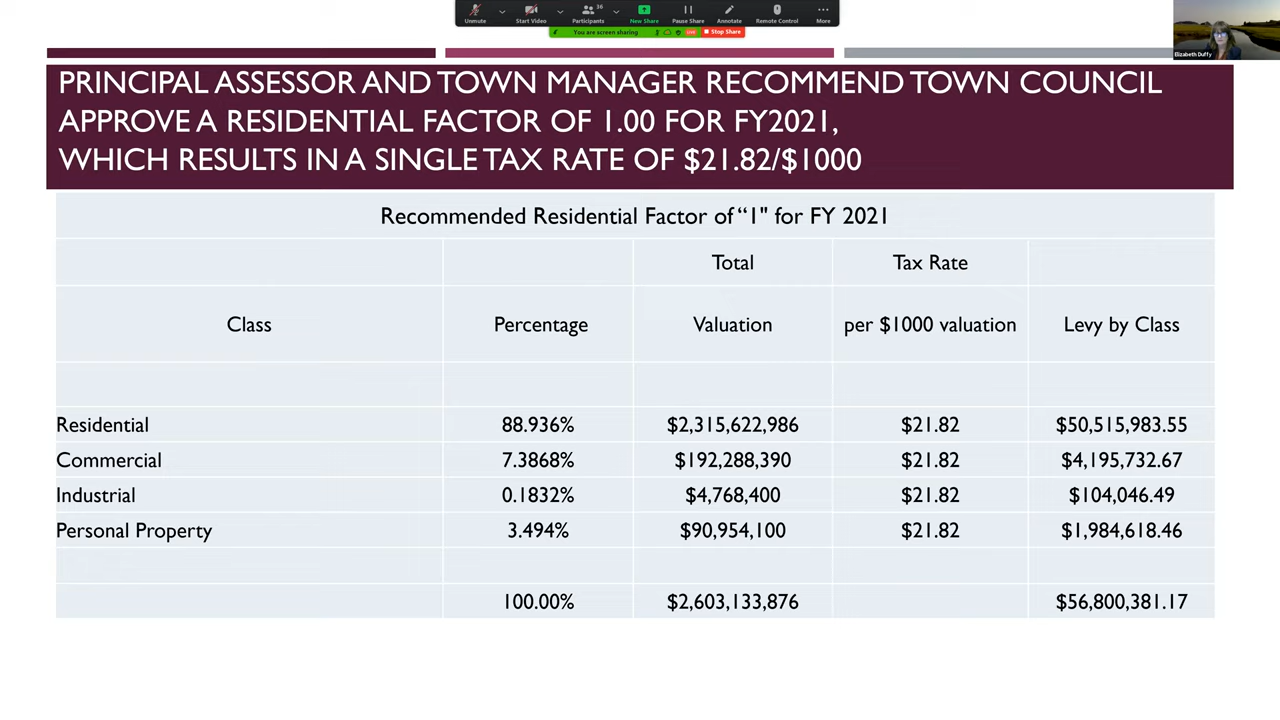 Unmute
Start Video
Participants
36
New Share
Pause Share
Annotate
Remote Control
More
You are screen sharing
LIVE
Stop Share
Elizabeth Duffy
PRINCIPAL ASSESSOR AND TOWN MANAGER RECOMMEND TOWN COUNCIL
APPROVE A RESIDENTIAL FACTOR OF 1.00 FOR FY2021,
WHICH RESULTS IN A SINGLE TAX RATE OF $21.82/$1000
Recommended Residential Factor of “1" for FY 2021
Total Tax Rate
Class Percentage Valuation per $1000 valuation Levy by Class
Residential 88.936% $2,315,622,986 $21.82 $50,515,983.55
Commercial 7.3868% $192,288,390 $21.82 $4,195,732.67
Industrial 0.1832% $4,768,400 $21.82 $104,046.49
Personal Property 3.494% $90,954,100 $21.82 $1,984,618.46
100.00% $2,603,133,876 $56,800,381.17